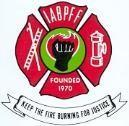 IABPFF
FOUNDED
1970
KEEP THE FIRE BURNING FOR JUSTICE